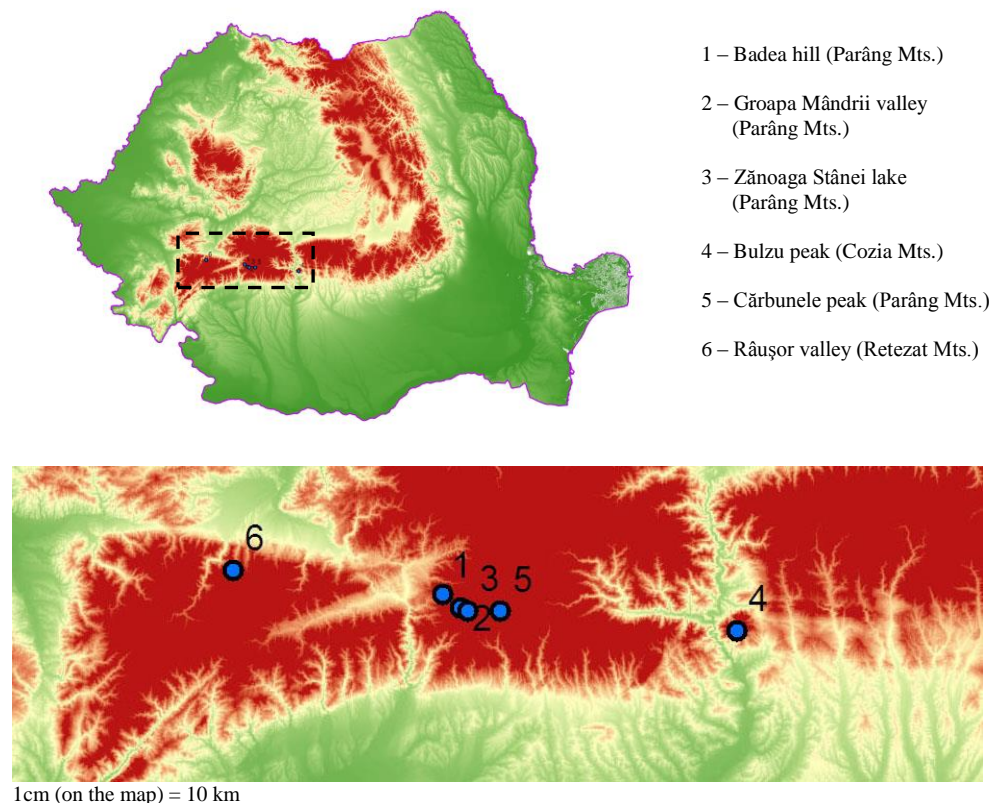 1 – Badea hill (Parâng Mts.)
2 – Groapa Mândrii valley
(Parâng Mts.)
3 – Zănoaga Stânei lake
(Parâng Mts.)
4 – Bulzu peak (Cozia Mts.)
5 – Cărbunele peak (Parâng Mts.)
6 – Râuşor valley (Retezat Mts.)
6
1 3 5
2
4
1cm (on the map) = 10 km